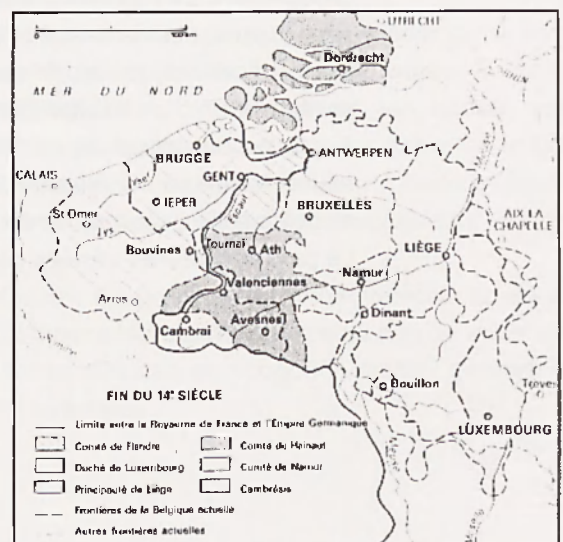 UTRECHT
Dordrecht
MER DU NORD
BRUGGE
ANTWERPEN
CALAIS
GENT
IEPER
BRUXELLES
St Omer
Lys
Escaut
AIX LA CHAPELLE
Bouvines
Tournai
Ath
LIÈGE
Arras
Valenciennes
Namur
Cambrai
Avesnes
Dinant
Bouillon
Treves
LUXEMBOURG
FIN DU 14e SIÈCLE
Limite entre le Royaume de France et l'Empire Germanique
Comté de Flandre
Comté de Hainaut
Duché de Luxembourg
Comté de Namur
Principauté de Liège
Cambrésis
Frontières de la Belgique actuelle
Autres frontières actuelles